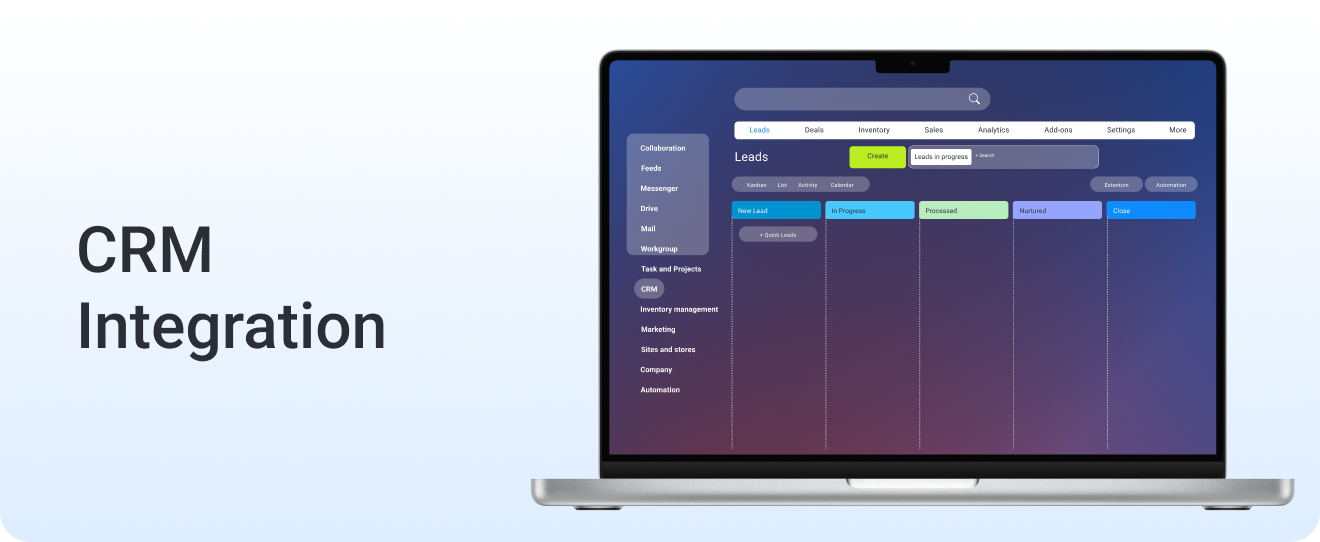 CRM
Integration
Leads Deals Inventory Sales Analytics Add-ons Settings More
Leads Create Leads in progress + Search
Kanban List Activity Calendar Extention Automation
New Lead In Progress Processed Nurtured Close
+ Quick Leads
Collaboration
Feeds
Messenger
Drive
Mail
Workgroup
Task and Projects
CRM
Inventory management
Marketing
Sites and stores
Company
Automation